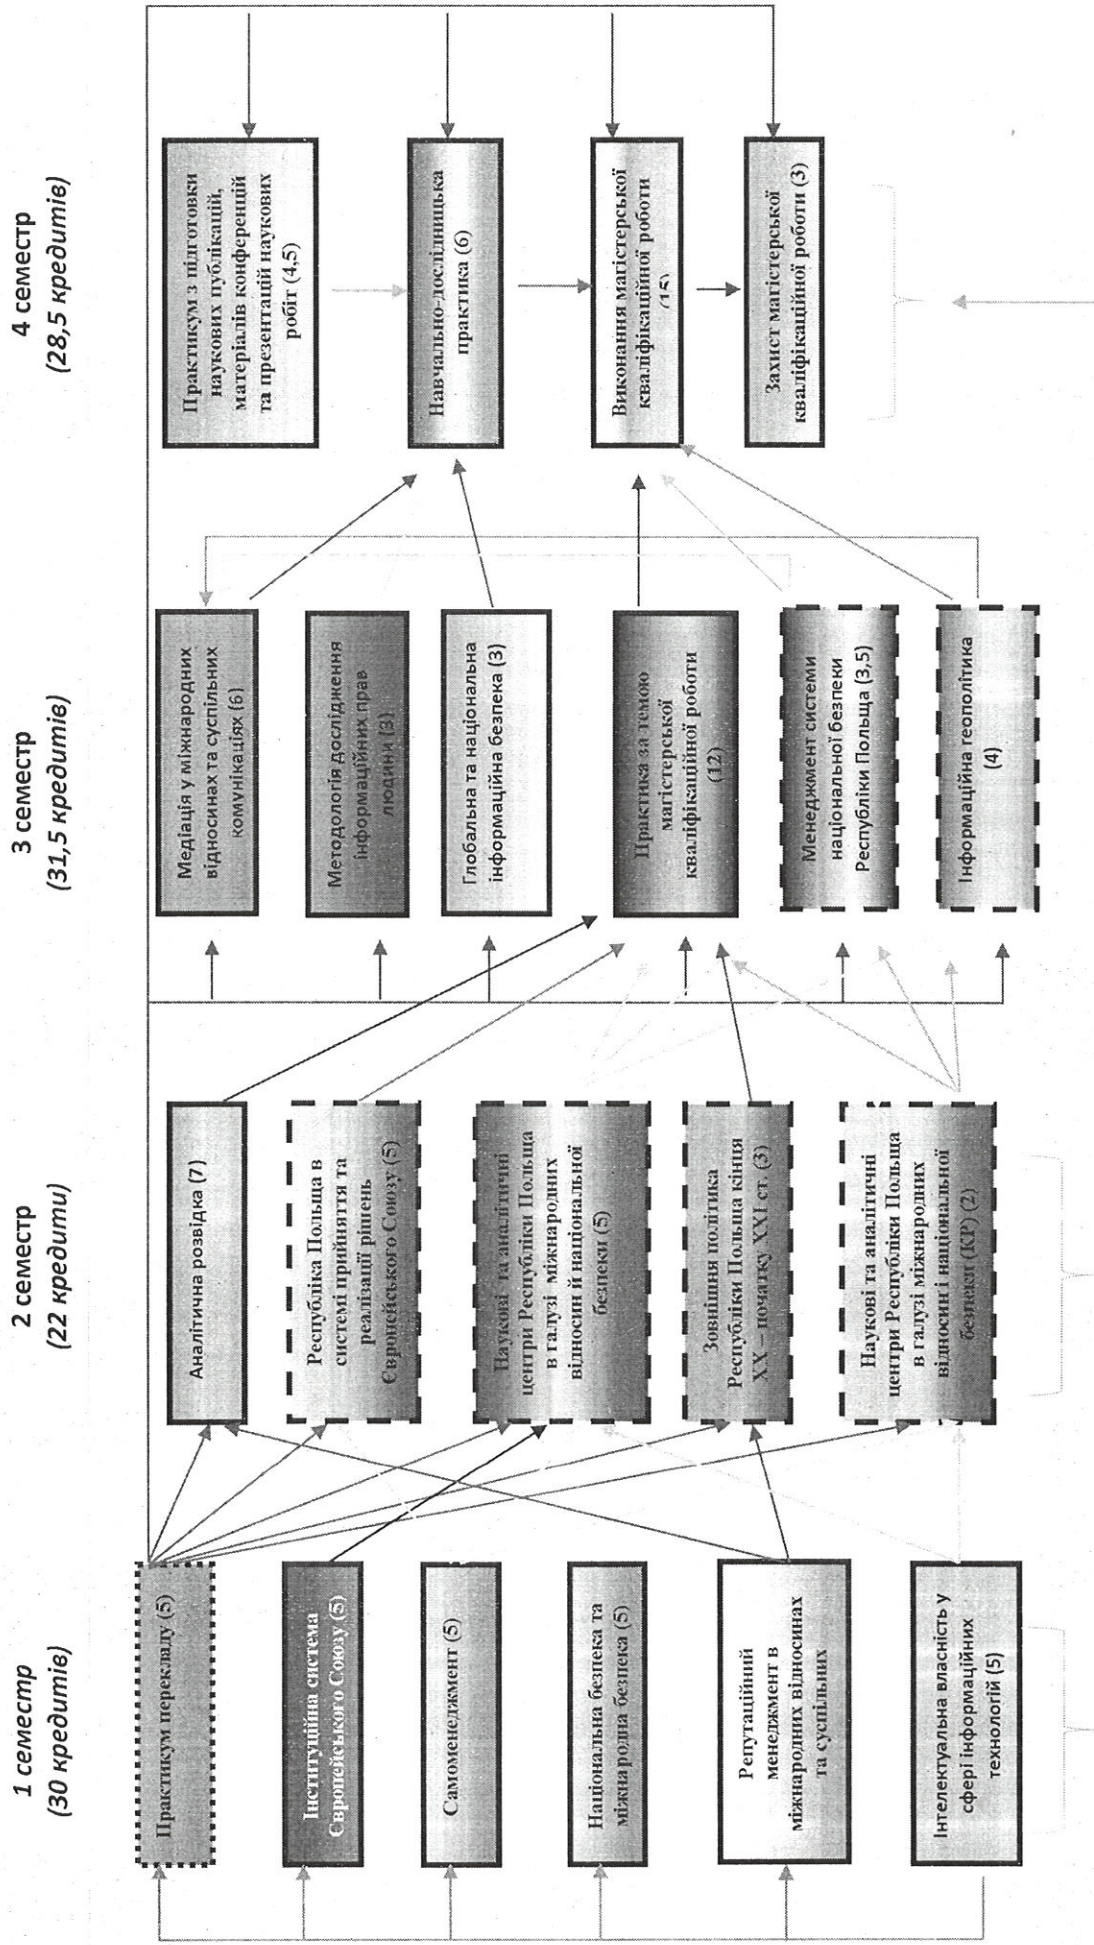 1 семестр
(30 кредитів)
Практикум перекладу (5)
Інституційна система
Європейського Союзу (5)
Самоменеджмент (5)
Національна безпека та
міжнародна безпека (5)
Репутаційний
менеджмент в
міжнародних відносинах
та суспільних
Інтелектуальна власність у
сфері інформаційних
технологій (5)
2 семестр
(22 кредити)
Аналітична розвідка (7)
Республіка Польща в
системі прийняття та
реалізації рішень
Європейського Союзу (5)
Наукові та аналітичні
центри Республіки Польща
в галузі міжнародних
відносин й національної
безпеки (5)
Зовнішня політика
Республіки Польща кінця
XX – початку XXI ст. (3)
Наукові та аналітичні
центри Республіки Польща
в галузі міжнародних
відносин і національної
безпеки (КР) (2)
3 семестр
(31,5 кредитів)
Медіація у міжнародних
відносинах та суспільних
комунікаціях (6)
Методологія дослідження
інформаційних прав
людини (3)
Глобальна та національна
інформаційна безпека (3)
Практика за темою
магістерської
кваліфікаційної роботи
(12)
Менеджмент системи
національної безпеки
Республіки Польща (3,5)
Інформаційна геополітика
(4)
4 семестр
(28,5 кредитів)
Практикум з підготовки
наукових публікацій,
матеріалів конференцій
та презентацій наукових
робіт (4,5)
Навчально-дослідницька
практика (6)
Виконання магістерської
кваліфікаційної роботи
(15)
Захист магістерської
кваліфікаційної роботи (3)